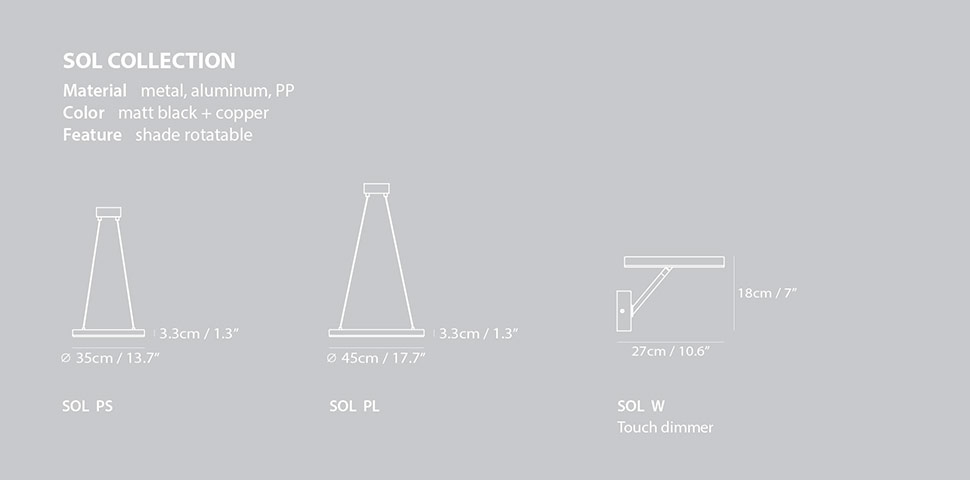 SOL COLLECTION
Material metal, aluminum, PP
Color matt black + copper
Feature shade rotatable
3.3cm / 1.3”
Ø 35cm / 13.7”
SOL PS
3.3cm / 1.3”
Ø 45cm / 17.7”
SOL PL
18cm / 7”
27cm / 10.6”
SOL W
Touch dimmer